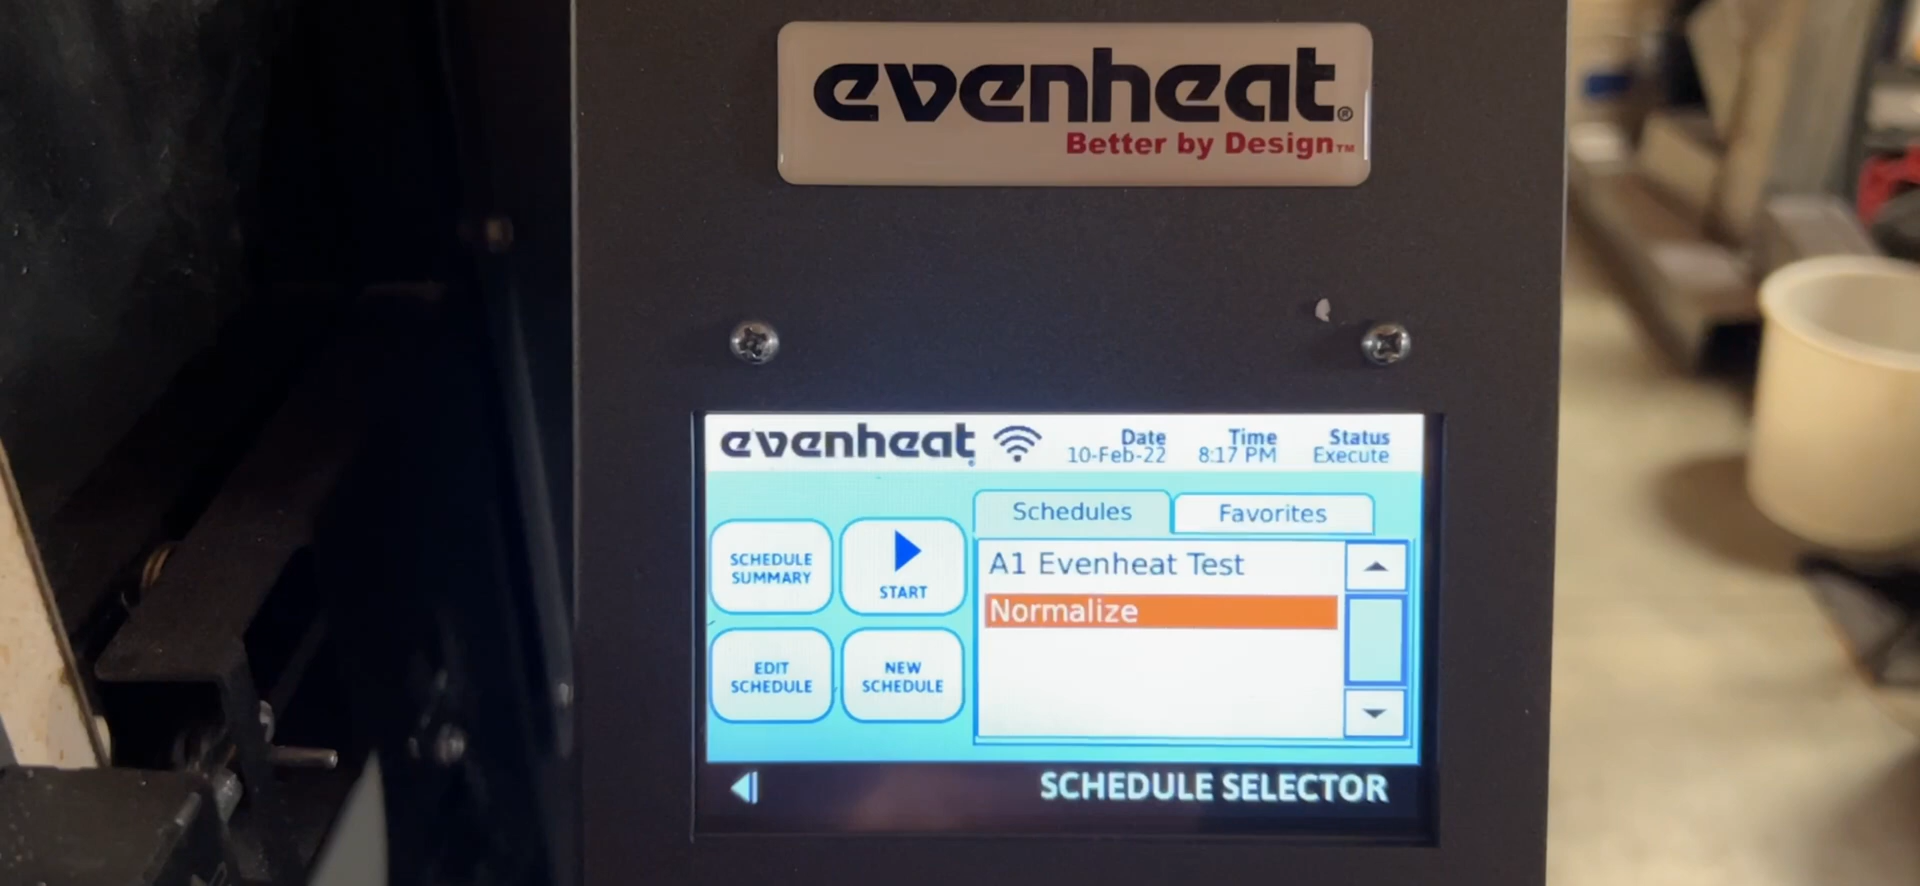 evenheat®
Better by Design™
evenheat
Date Time Status
10-Feb-22 8:17 PM Execute
Schedules Favorites
SCHEDULE SUMMARY
START
A1 Evenheat Test
Normalize
EDIT SCHEDULE
NEW SCHEDULE
SCHEDULE SELECTOR